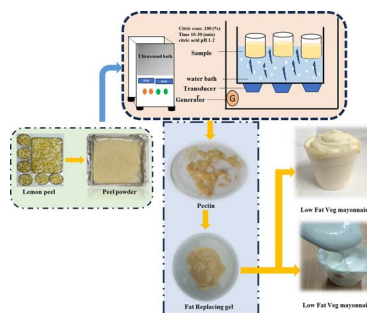 Citric conc. 100 (%)
Time 10-30 (min)
citric acid pH 1-2
Ultrasound bath
Sample
water bath
Transducer
r
Generator
G
Lemon peel
Peel powder
Pectin
Low Fat Veg mayonnais
Fat Replacing gel
Low Fat Veg mayonnai